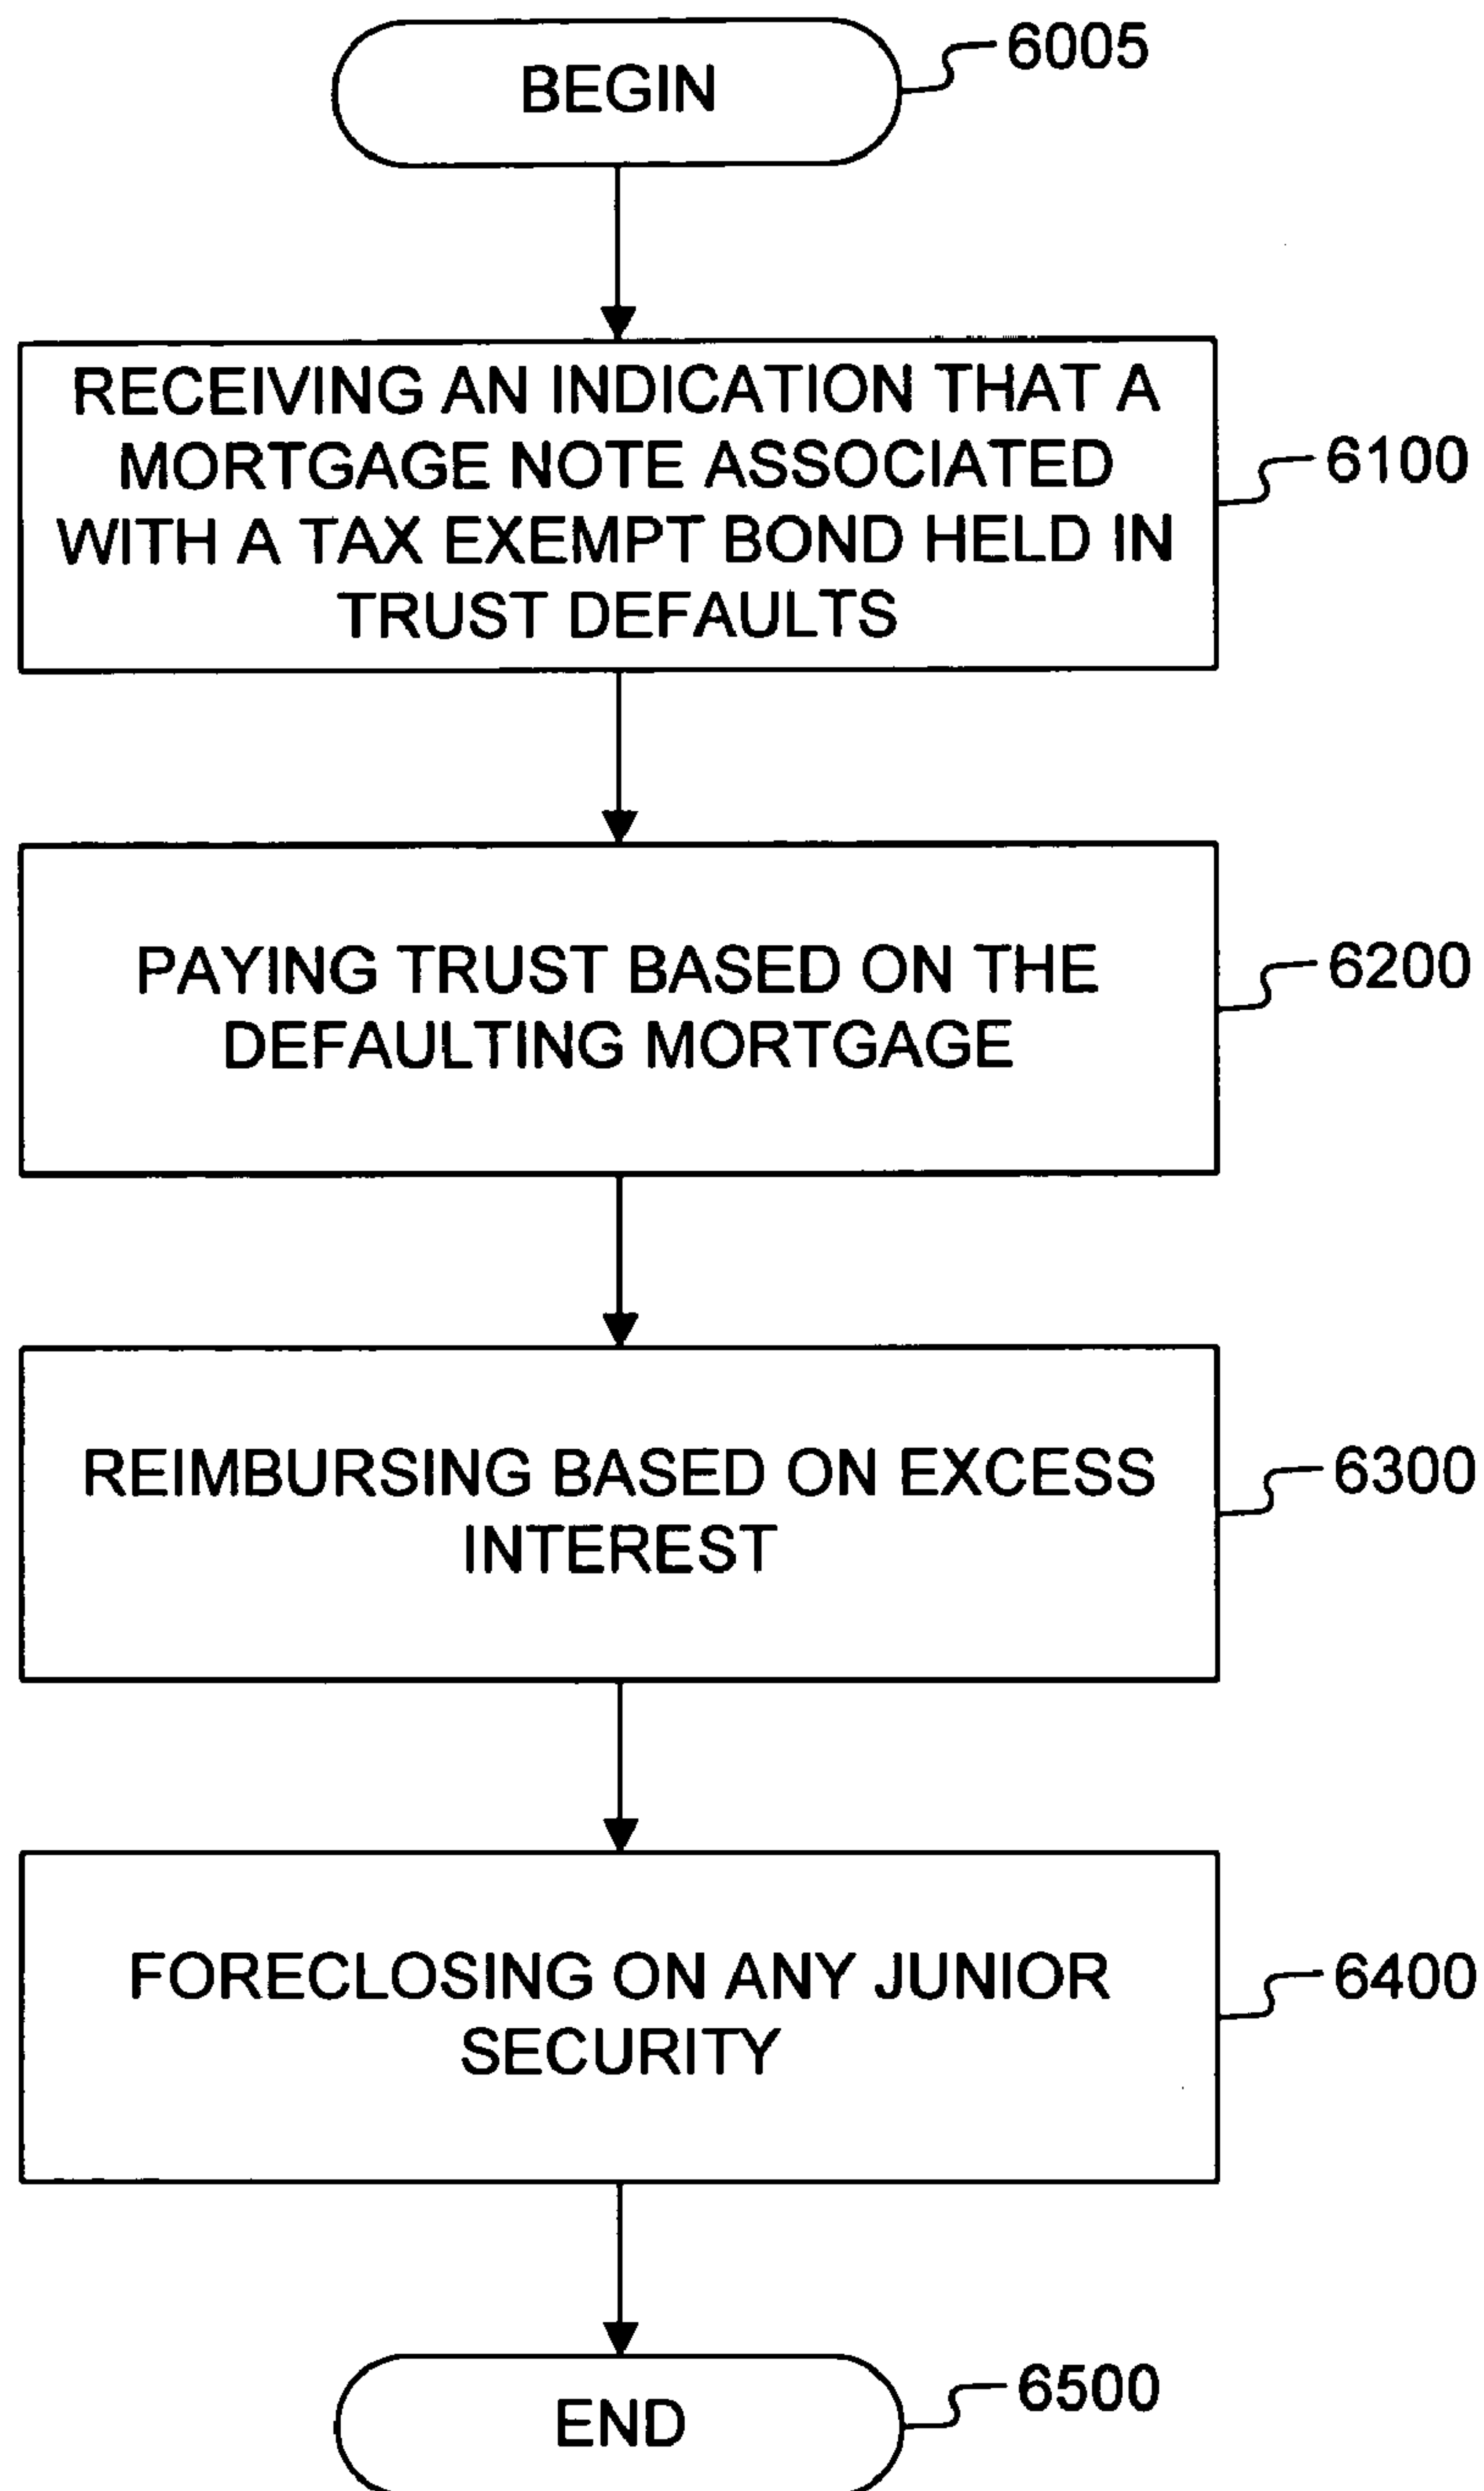 BEGIN
6005
RECEIVING AN INDICATION THAT A
MORTGAGE NOTE ASSOCIATED
WITH A TAX EXEMPT BOND HELD IN
TRUST DEFAULTS
6100
PAYING TRUST BASED ON THE
DEFAULTING MORTGAGE
6200
REIMBURSING BASED ON EXCESS
INTEREST
6300
FORECLOSING ON ANY JUNIOR
SECURITY
6400
END
6500